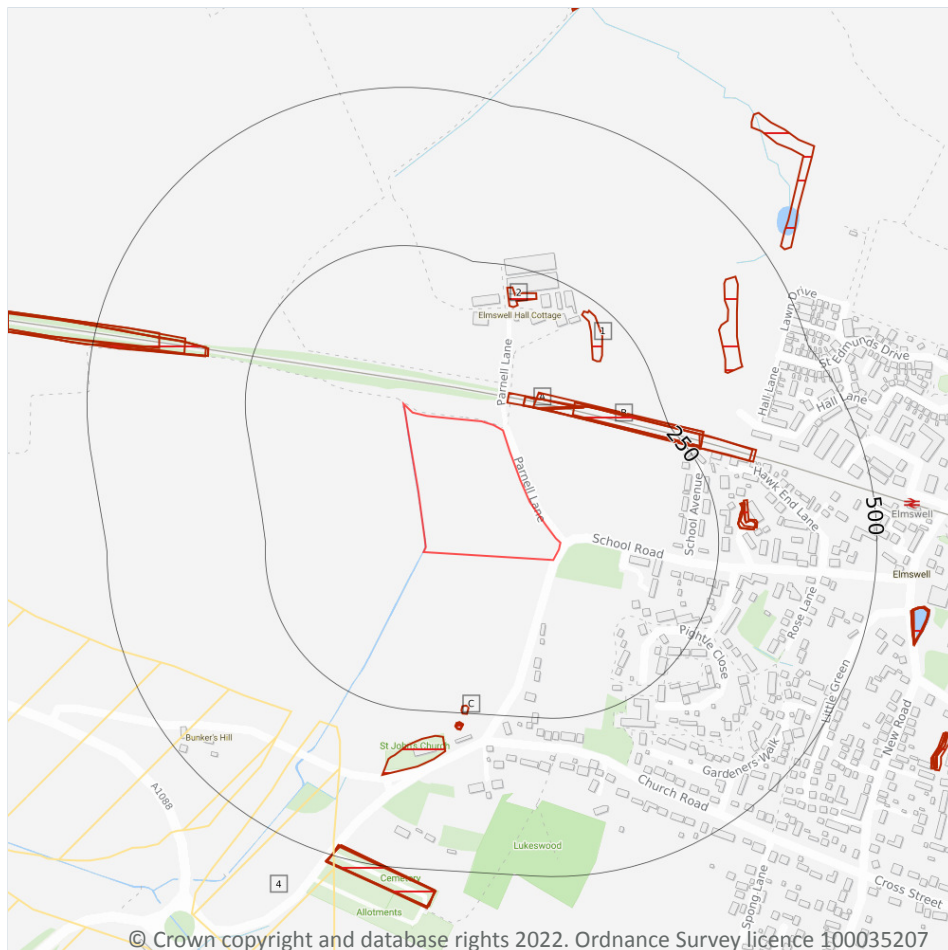 2
Elmswell Hall Cottage
1
Lawn Drive
St Edmunds Drive
Hall Lane
Hall Lane
Parnell Lane
A
B
250
Parnell Lane
School Avenue
Hawk End Lane
500
Elmswell
School Road
Elmswell
Rose Lane
Pightle Close
Little Green
C
Bunker's Hill
St John's Church
New Road
Gardeners Walk
A1088
Church Road
Lukeswood
4
Cemetery
Allotments
Spong Lane
Cross Street
© Crown copyright and database rights 2022. Ordnance Survey licence 100035207